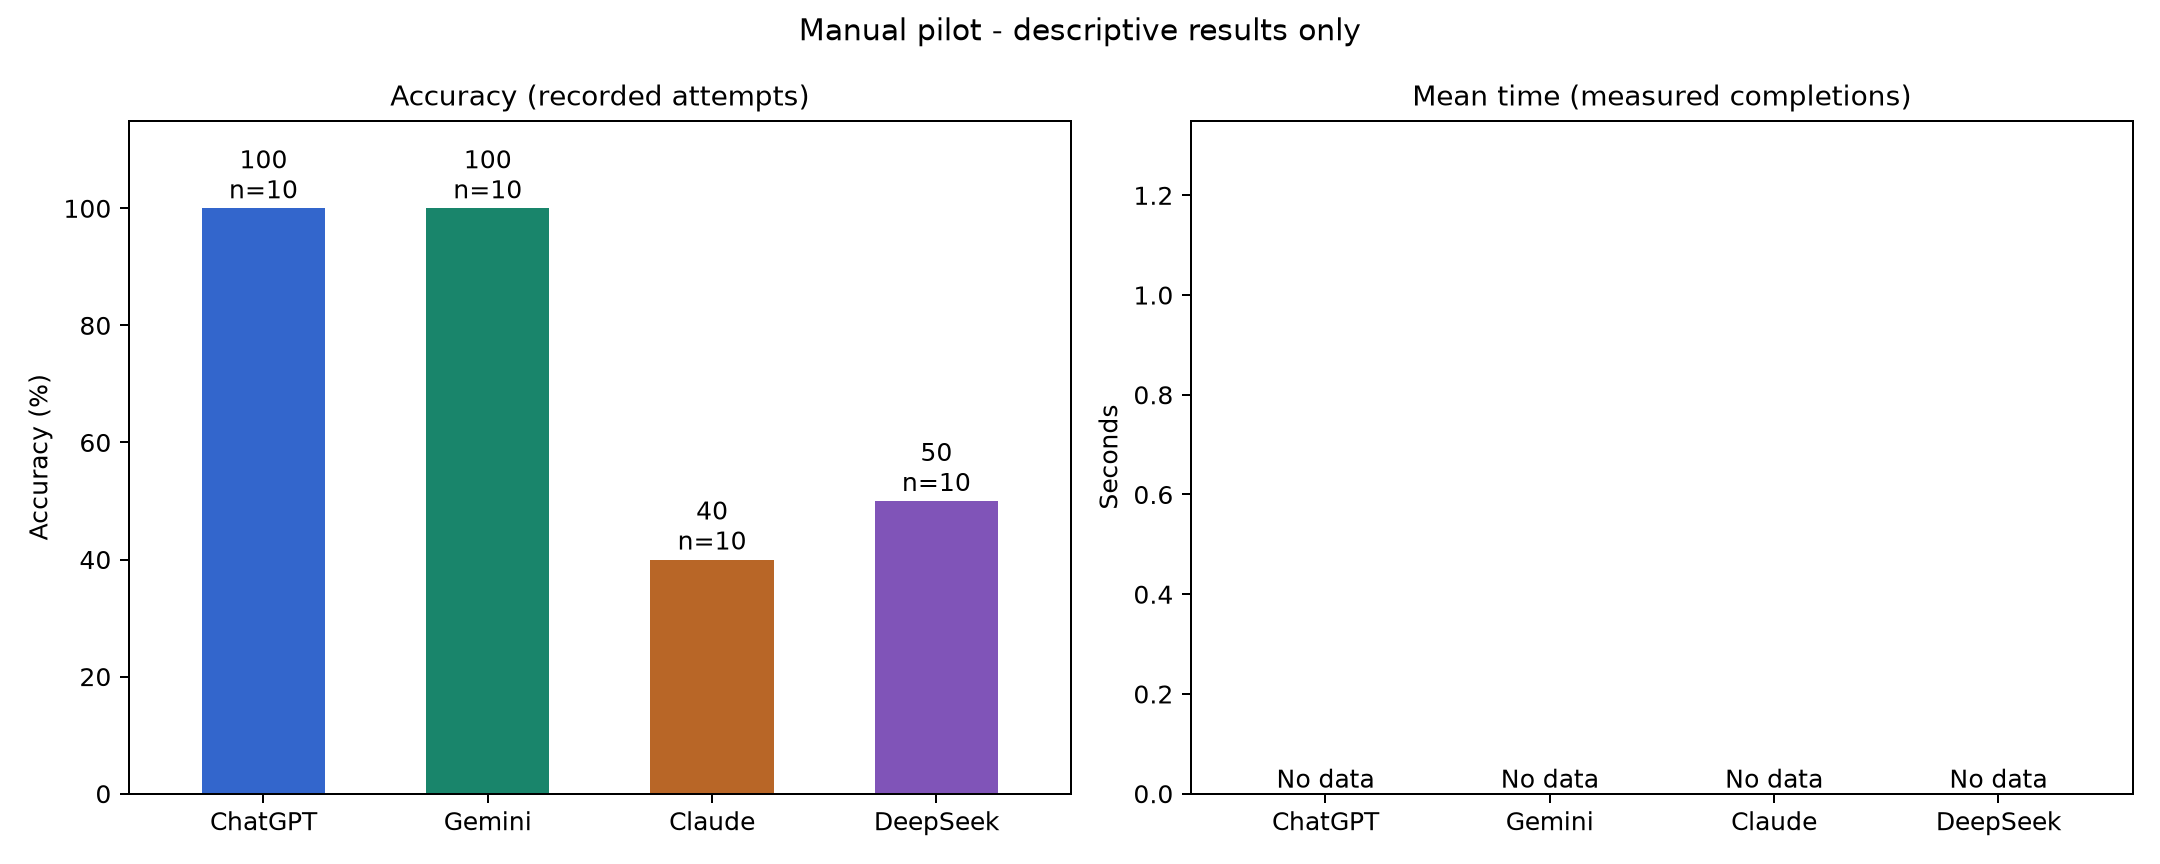 Manual pilot - descriptive results only
Accuracy (recorded attempts)
Accuracy (%)
100
80
60
40
20
0
100
n=10
100
n=10
40
n=10
50
n=10
ChatGPT
Gemini
Claude
DeepSeek
Mean time (measured completions)
Seconds
1.2
1.0
0.8
0.6
0.4
0.2
0.0
No data
No data
No data
No data
ChatGPT
Gemini
Claude
DeepSeek